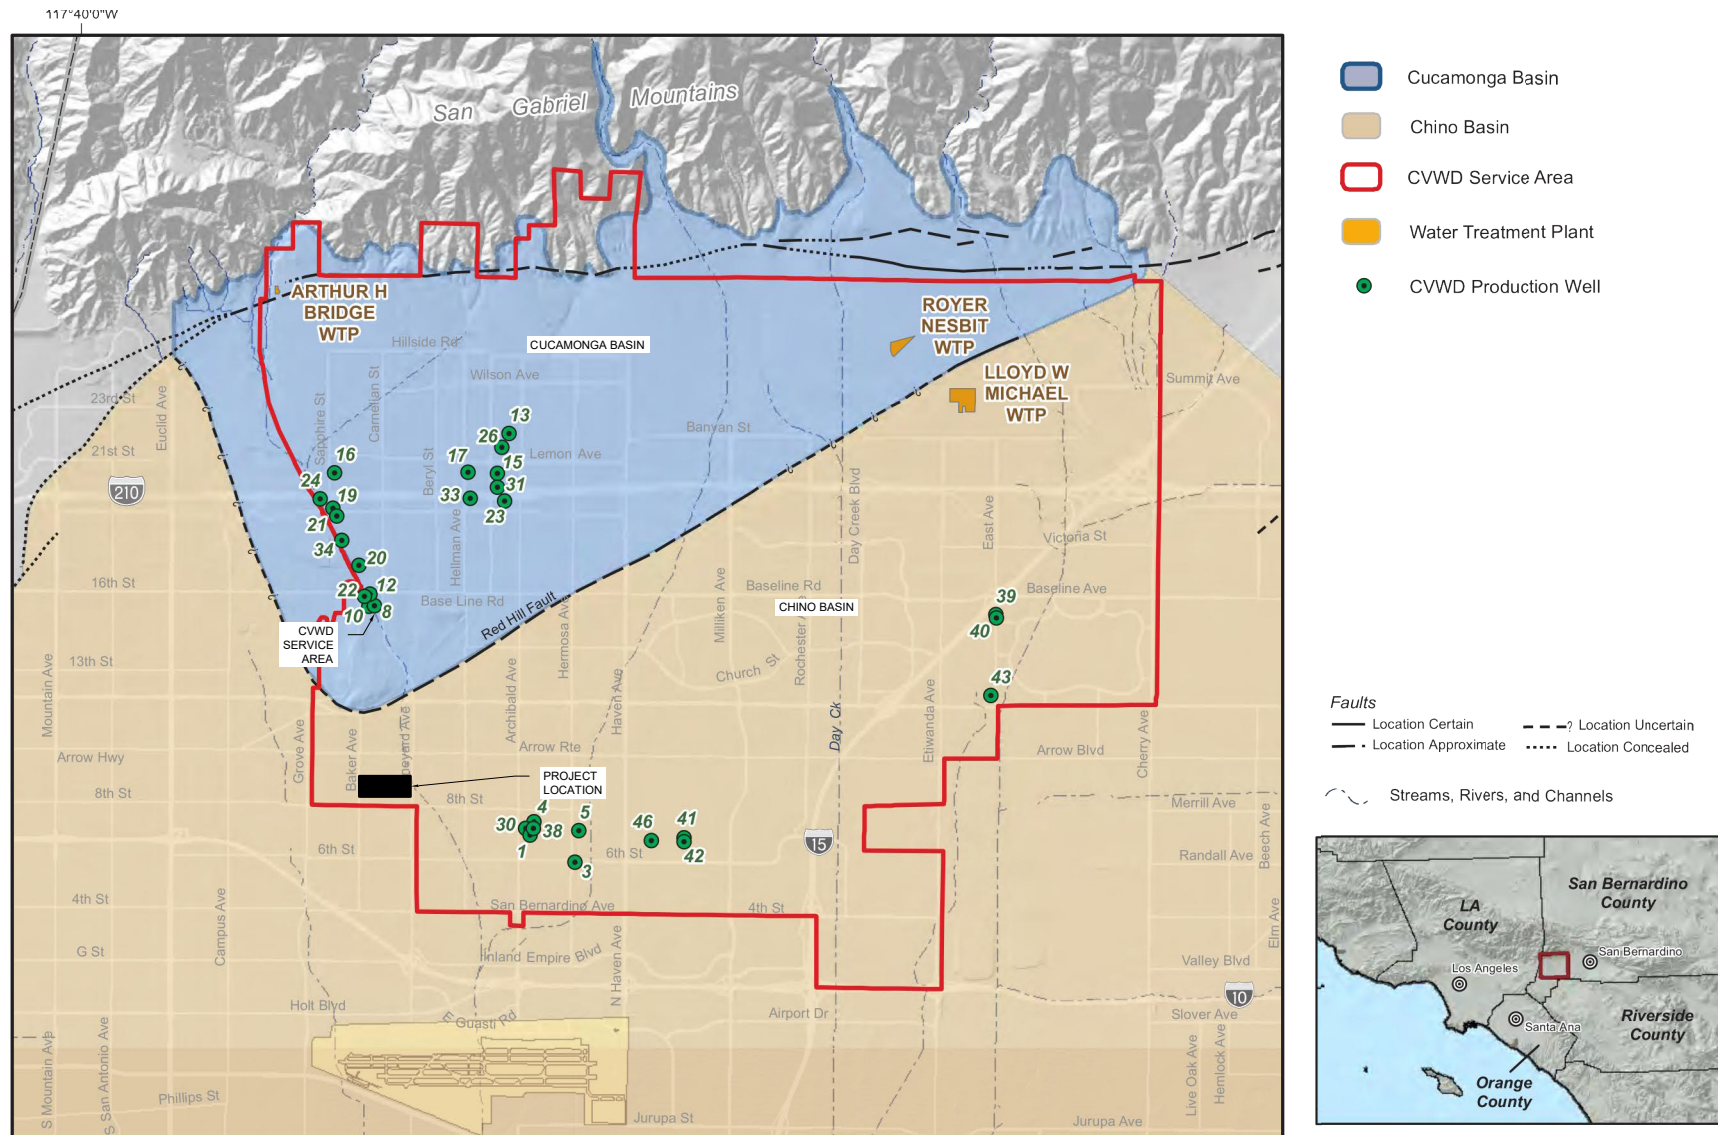 117°40'0"W
San Gabriel Mountains
ARTHUR H
BRIDGE
WTP
Hillside Rd
CUCAMONGA BASIN
ROYER
NESBIT
WTP
Wilson Ave
LLOYD W
MICHAEL
WTP
Summit Ave
23rd St
Euclid Ave
Sapphire St
Carnelian St
13
26
Banyan St
21st St
16
17
15
Lemon Ave
Beryl St
24
19
33
31
210
21
23
Day Creek Blvd
East Ave
34
Victoria St
20
Hellman Ave
16th St
22
12
Base Line Rd
Baseline Rd
Baseline Ave
10
8
Red Hill Fault
Hermosa Ave
Milliken Ave
CHINO BASIN
39
40
CVWD
SERVICE
AREA
13th St
Church St
Rochester
43
Mountain Ave
Archibald Ave
Haven Ave
Etiwanda Ave
Day Ck
Grove Ave
Baker Ave
eyard Ave
Arrow Hwy
Arrow Rte
Arrow Blvd
Cherry Ave
PROJECT
LOCATION
8th St
8th St
Merrill Ave
4
30
38
5
46
41
1
42
3
6th St
6th St
15
Randall Ave
Beech Ave
4th St
San Bernardino Ave
4th St
Campus Ave
Elm Ave
G St
Inland Empire Blvd
N Haven Ave
Valley Blvd
10
Holt Blvd
E Guasti Rd
Airport Dr
Slover Ave
S Mountain Ave
S San Antonio Ave
Live Oak Ave
Hemlock Ave
Phillips St
Jurupa St
Jurupa Ave
Cucamonga Basin
Chino Basin
CVWD Service Area
Water Treatment Plant
CVWD Production Well
Faults
Location Certain
? Location Uncertain
Location Approximate
Location Concealed
Streams, Rivers, and Channels
San Bernardino
County
LA
County
San Bernardino
Los Angeles
Santa Ana
Riverside
County
Orange
County